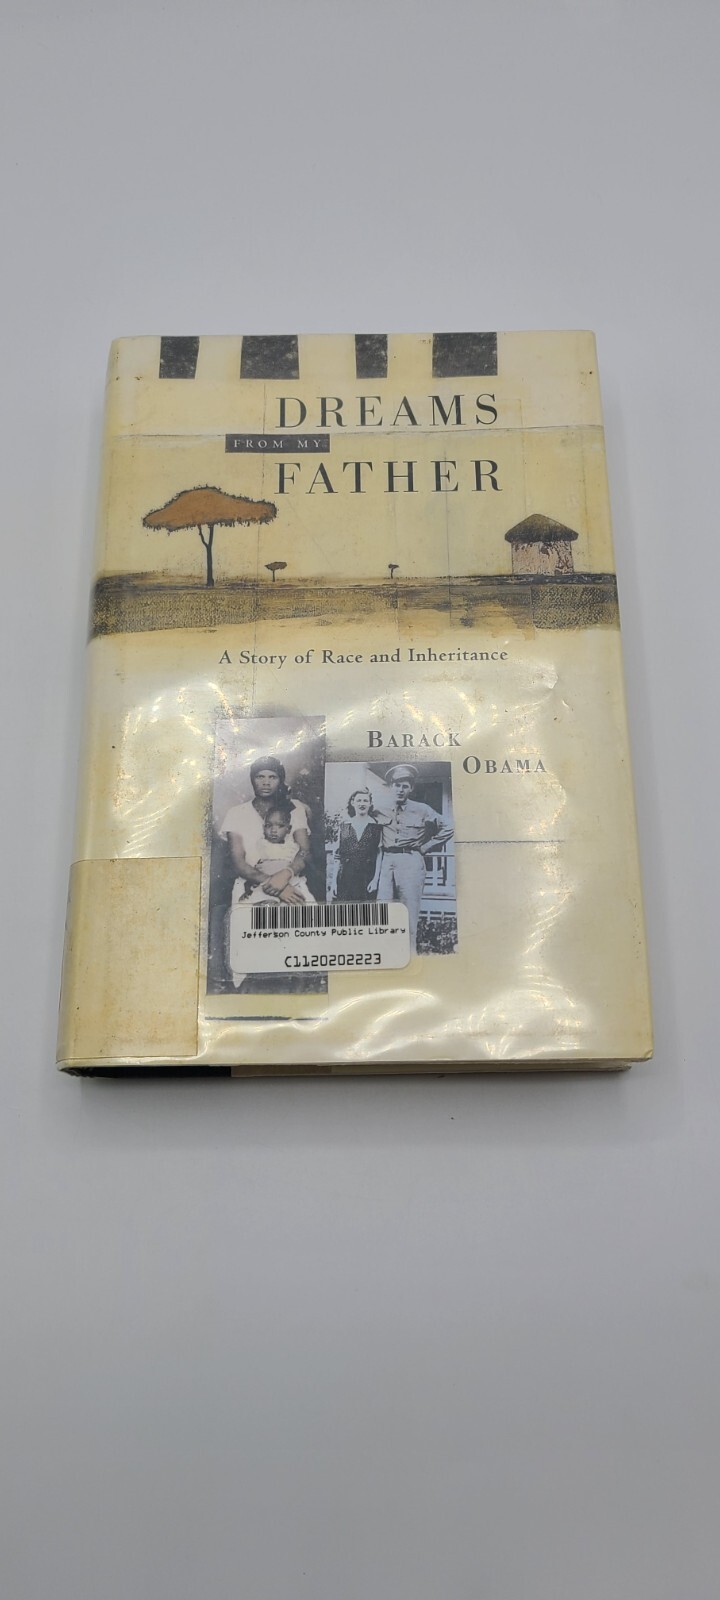 DREAMS
FROM MY
FATHER
A Story of Race and Inheritance
BARACK
OBAMA
Jefferson County Public Library
C1120202223